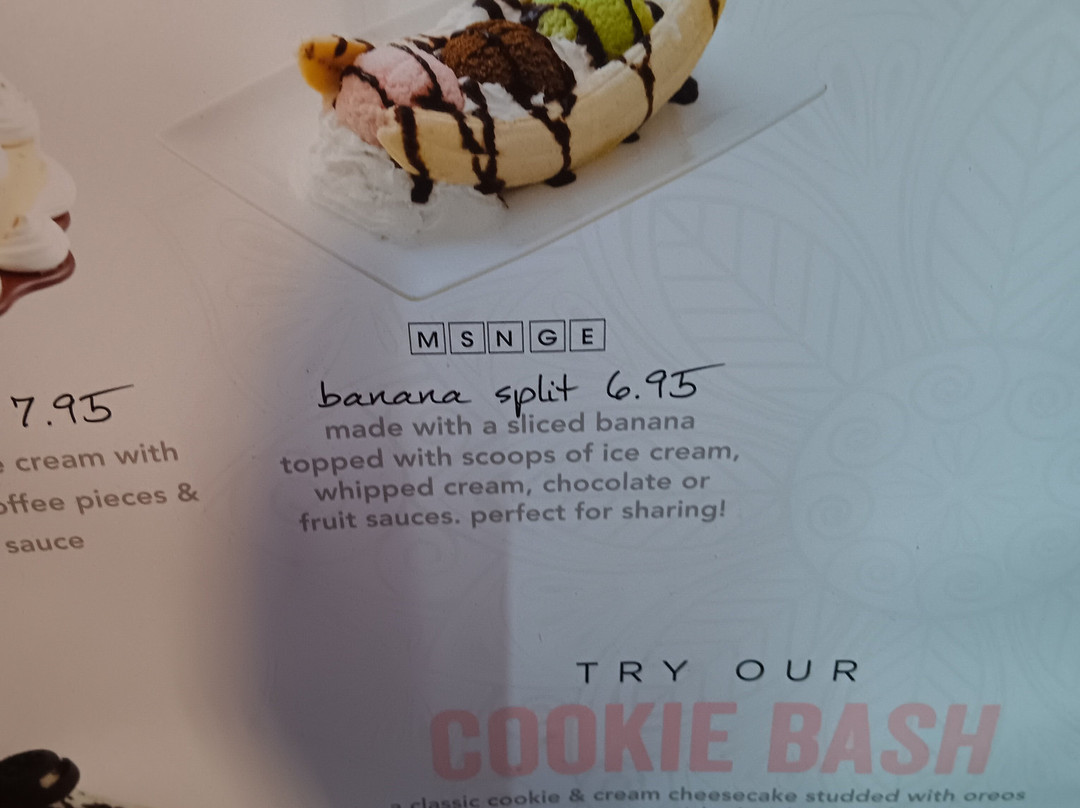 M S N G E
banana split 6.95
made with a sliced banana
topped with scoops of ice cream,
whipped cream, chocolate or
fruit sauces. perfect for sharing!
7.95
cream with
pieces &
sauce
TRY OUR
COOKIE BASH
a classic cookie & cream cheesecake studded with oreos